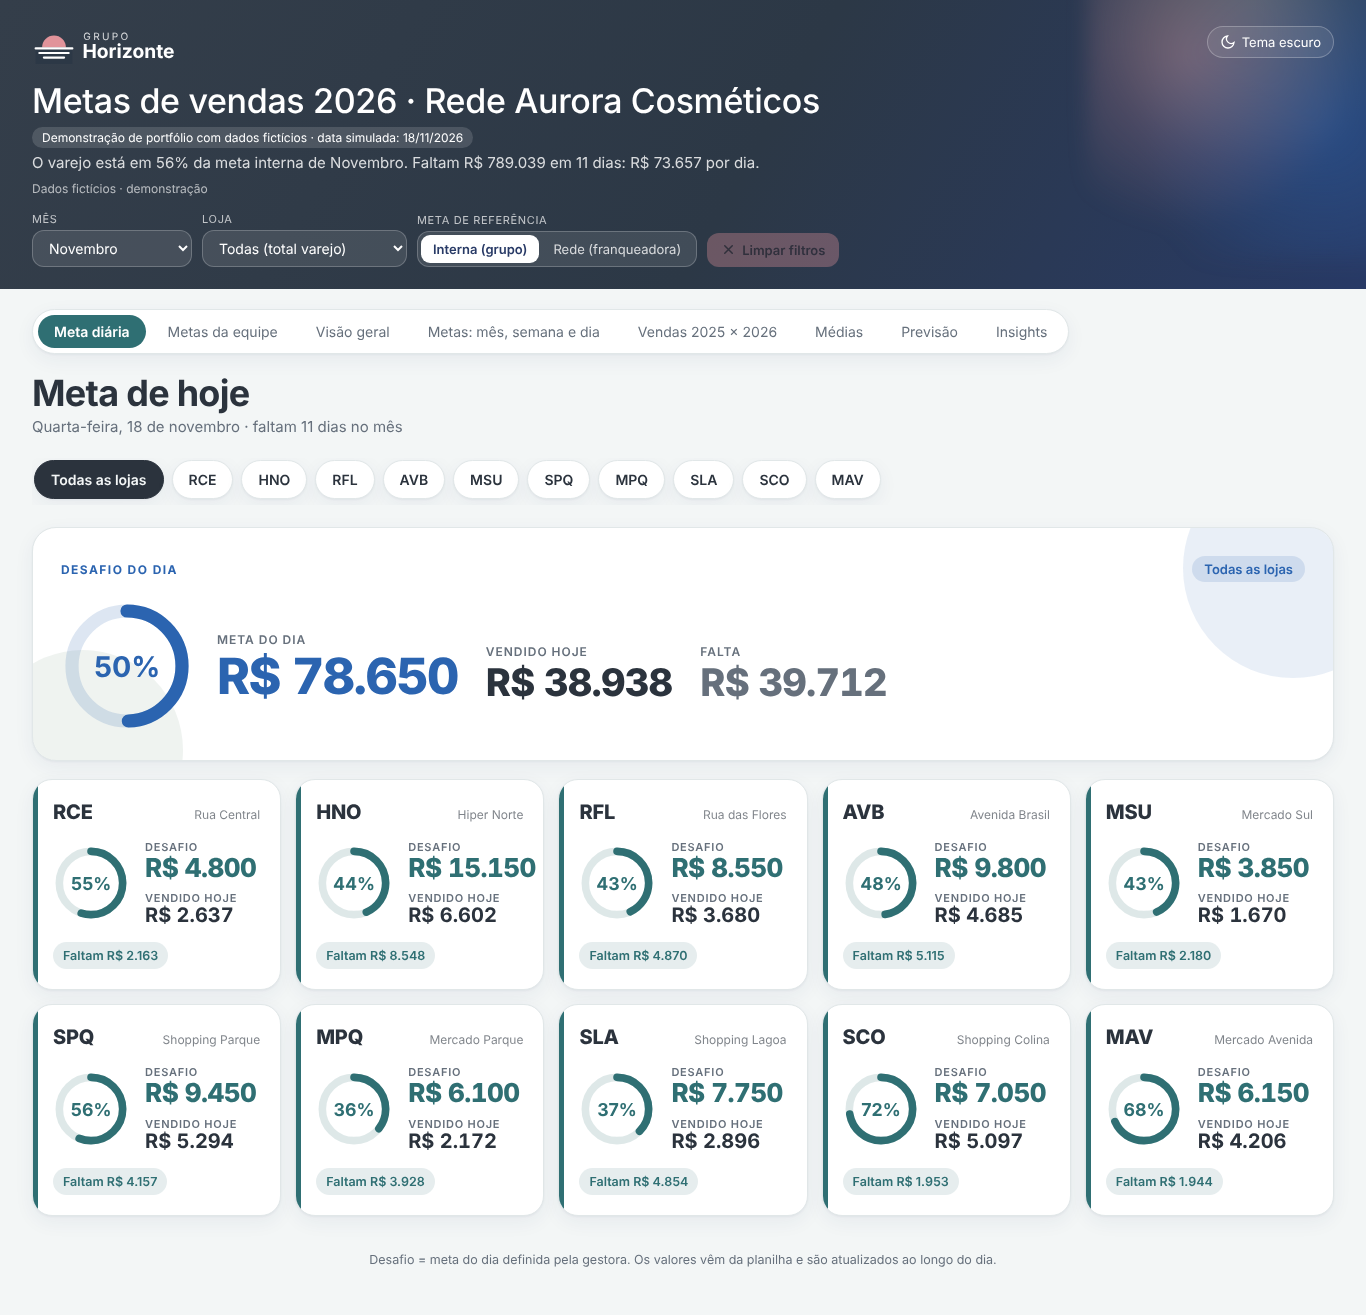 GRUPO
Horizonte
Tema escuro
Metas de vendas 2026 · Rede Aurora Cosméticos
Demonstração de portfólio com dados fictícios · data simulada: 18/11/2026
O varejo está em 56% da meta interna de Novembro. Faltam R$ 789.039 em 11 dias: R$ 73.657 por dia.
Dados fictícios · demonstração
MÊS LOJA META DE REFERÊNCIA
Novembro Todas (total varejo) Interna (grupo) Rede (franqueadora) ✕ Limpar filtros
Meta diária Metas da equipe Visão geral Metas: mês, semana e dia Vendas 2025 × 2026 Médias Previsão Insights
Meta de hoje
Quarta-feira, 18 de novembro · faltam 11 dias no mês
Todas as lojas RCE HNO RFL AVB MSU SPQ MPQ SLA SCO MAV
DESAFIO DO DIA
Todas as lojas
50%
META DO DIA
R$ 78.650
VENDIDO HOJE
R$ 38.938
FALTA
R$ 39.712
RCE
Rua Central
55%
DESAFIO
R$ 4.800
VENDIDO HOJE
R$ 2.637
Faltam R$ 2.163
HNO
Hiper Norte
44%
DESAFIO
R$ 15.150
VENDIDO HOJE
R$ 6.602
Faltam R$ 8.548
RFL
Rua das Flores
43%
DESAFIO
R$ 8.550
VENDIDO HOJE
R$ 3.680
Faltam R$ 4.870
AVB
Avenida Brasil
48%
DESAFIO
R$ 9.800
VENDIDO HOJE
R$ 4.685
Faltam R$ 5.115
MSU
Mercado Sul
43%
DESAFIO
R$ 3.850
VENDIDO HOJE
R$ 1.670
Faltam R$ 2.180
SPQ
Shopping Parque
56%
DESAFIO
R$ 9.450
VENDIDO HOJE
R$ 5.294
Faltam R$ 4.157
MPQ
Mercado Parque
36%
DESAFIO
R$ 6.100
VENDIDO HOJE
R$ 2.172
Faltam R$ 3.928
SLA
Shopping Lagoa
37%
DESAFIO
R$ 7.750
VENDIDO HOJE
R$ 2.896
Faltam R$ 4.854
SCO
Shopping Colina
72%
DESAFIO
R$ 7.050
VENDIDO HOJE
R$ 5.097
Faltam R$ 1.953
MAV
Mercado Avenida
68%
DESAFIO
R$ 6.150
VENDIDO HOJE
R$ 4.206
Faltam R$ 1.944
Desafio = meta do dia definida pela gestora. Os valores vêm da planilha e são atualizados ao longo do dia.